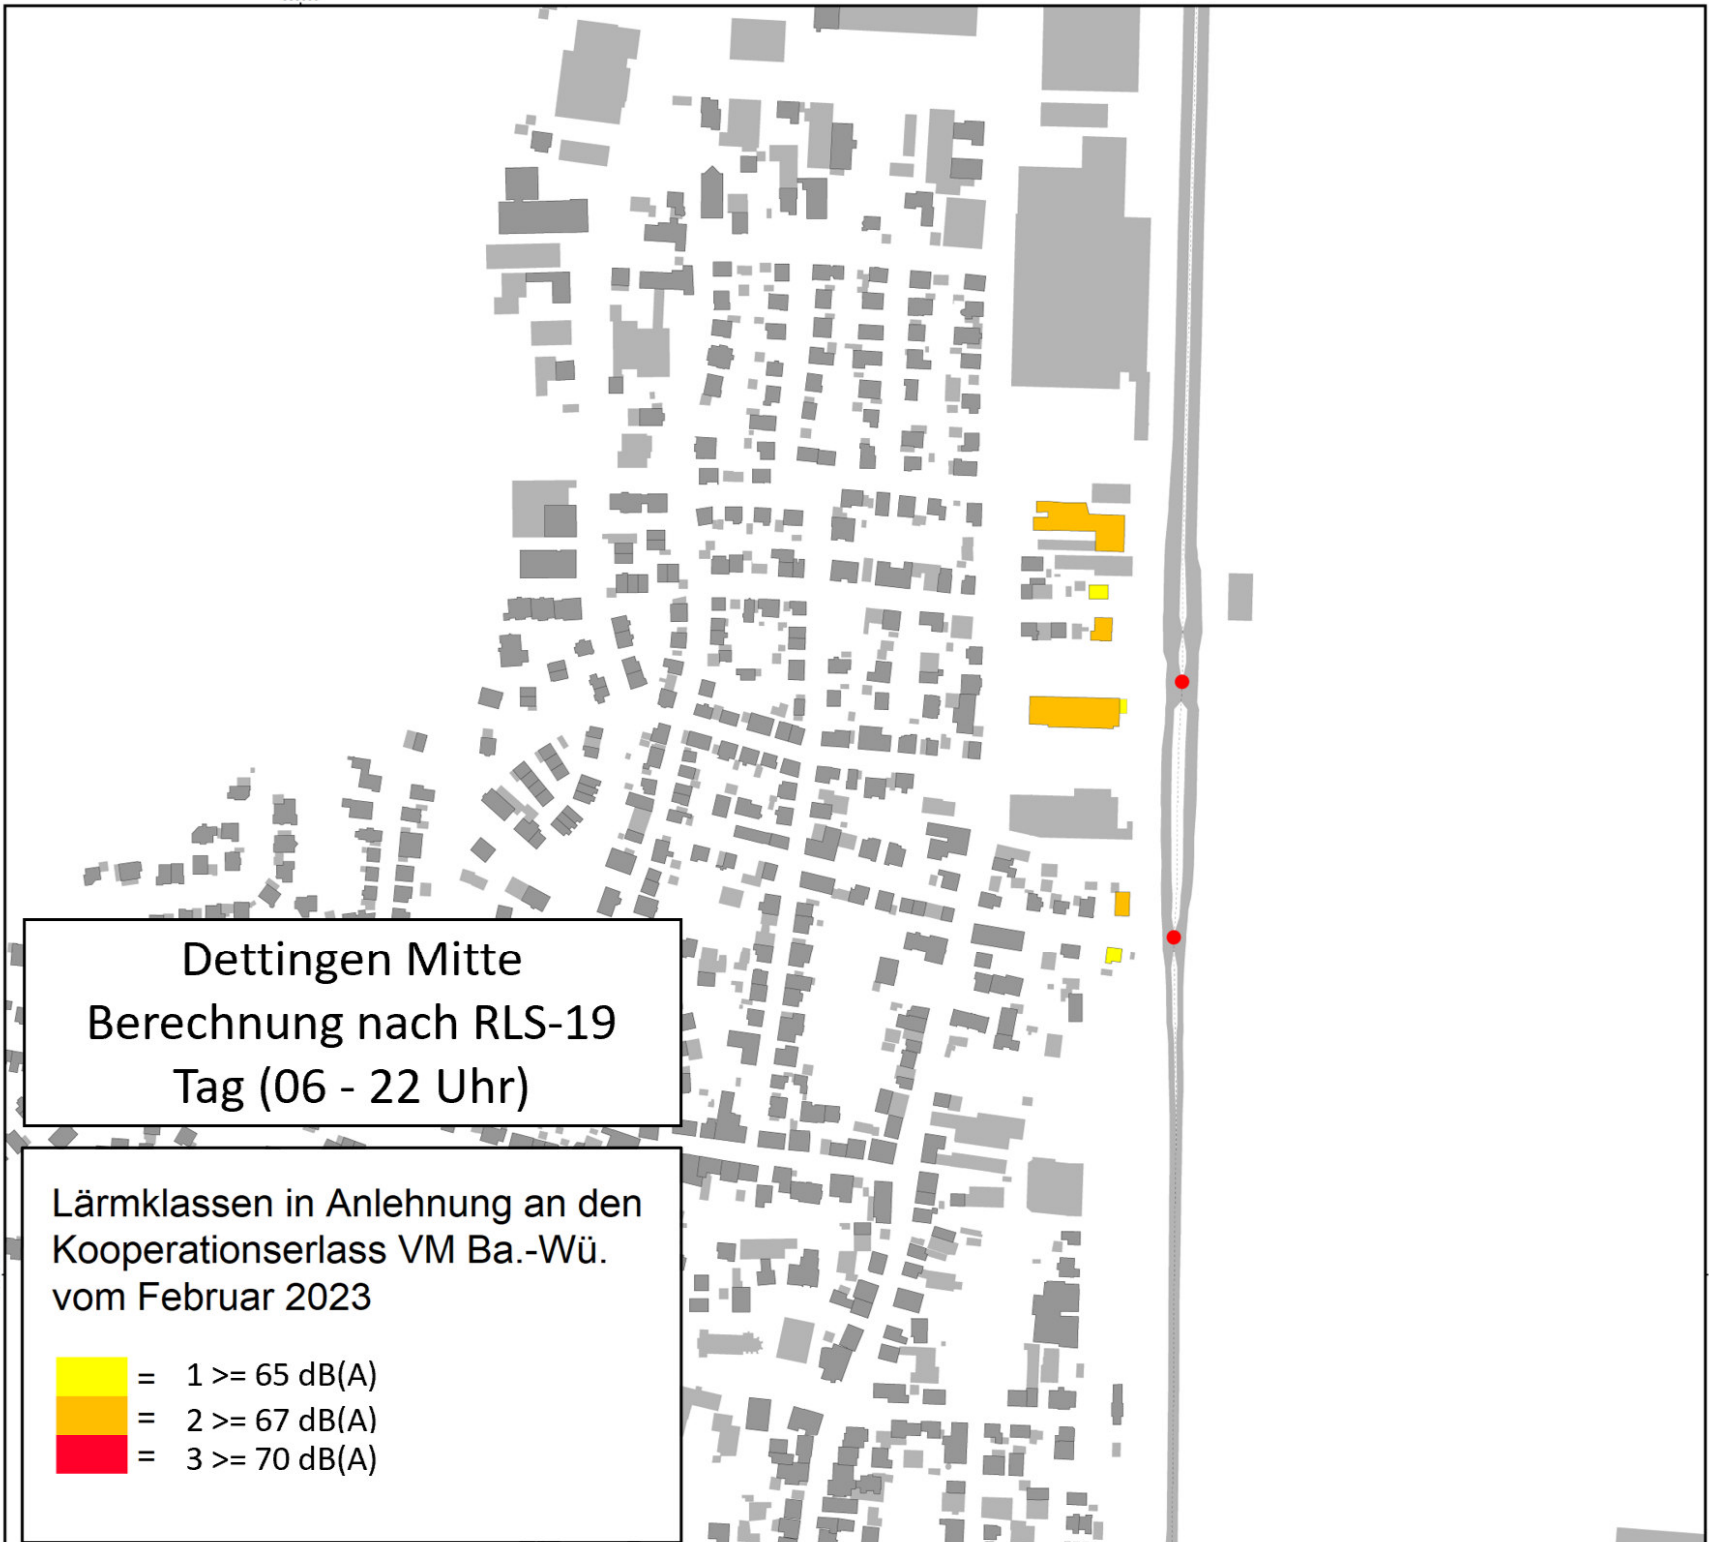 Dettingen Mitte
Berechnung nach RLS-19
Tag (06 - 22 Uhr)
Lärmklassen in Anlehnung an den
Kooperationserlass VM Ba.-Wü.
vom Februar 2023
= 1 >= 65 dB(A)
= 2 >= 67 dB(A)
= 3 >= 70 dB(A)